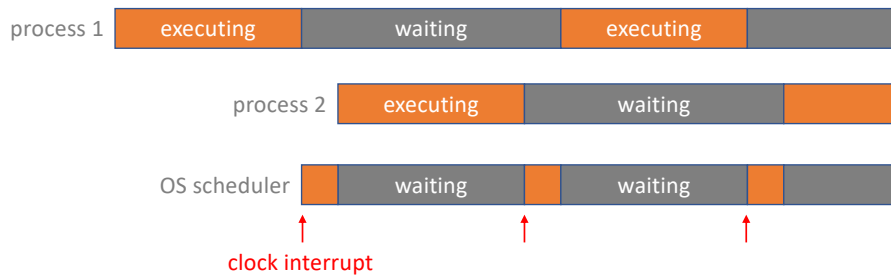 process 1 executing waiting executing
process 2 executing waiting
OS scheduler waiting waiting
clock interrupt